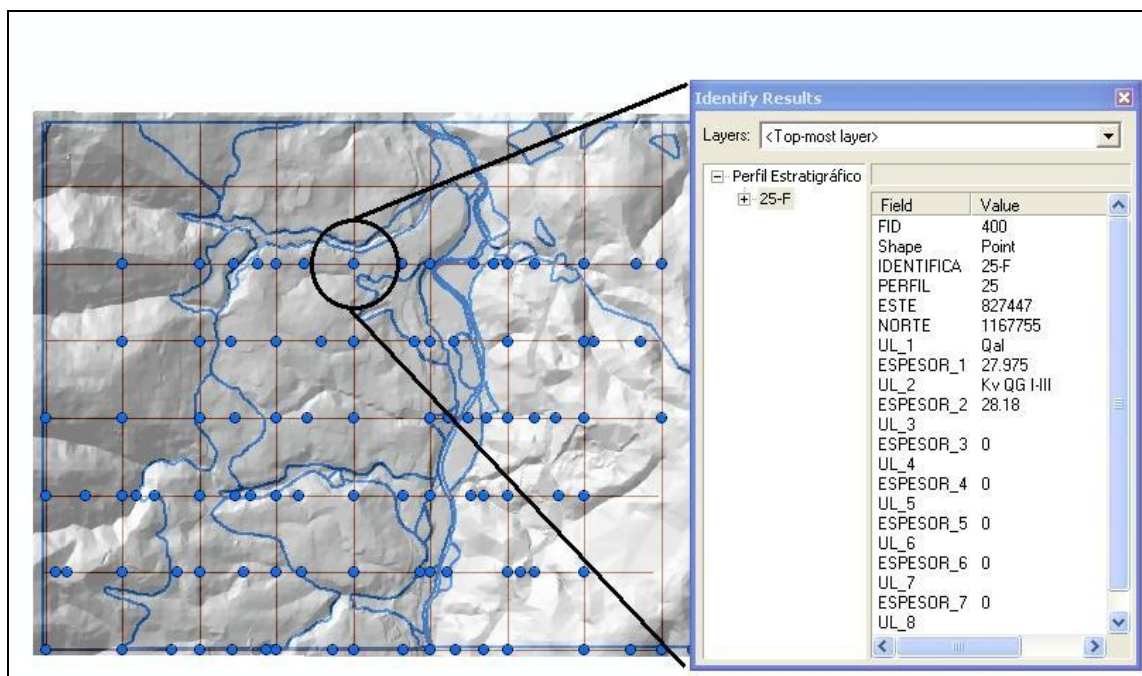 Identify Results
Layers: <Top-most layer>
Perfil Estratigráfico
25-F
Field Value
FID 400
Shape Point
IDENTIFICA 25-F
PERFIL 25
ESTE 827447
NORTE 1167755
UL_1 Qal
ESPESOR_1 27.975
UL_2 Kv QG I-III
ESPESOR_2 28.18
UL_3
ESPESOR_3 0
UL_4
ESPESOR_4 0
UL_5
ESPESOR_5 0
UL_6
ESPESOR_6 0
UL_7
ESPESOR_7 0
UL_8